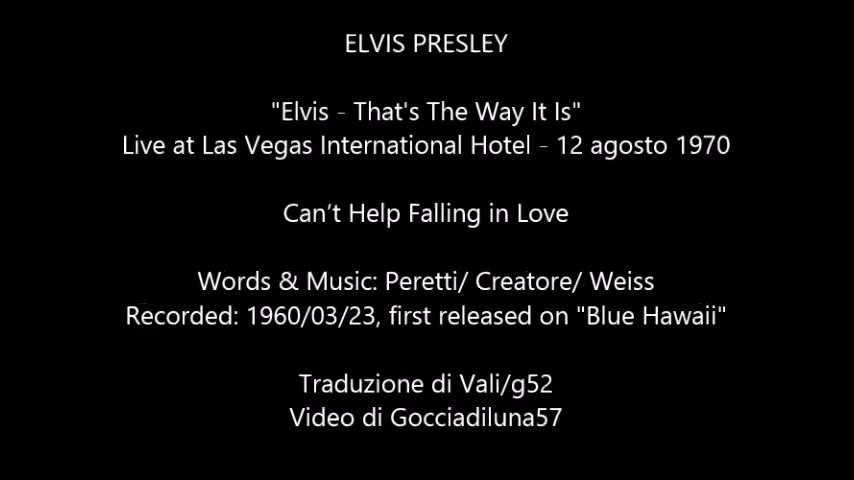 ELVIS PRESLEY
"Elvis - That's The Way It Is"
Live at Las Vegas International Hotel - 12 agosto 1970
Can’t Help Falling in Love
Words & Music: Peretti/ Creatore/ Weiss
Recorded: 1960/03/23, first released on "Blue Hawaii"
Traduzione di Vali/g52
Video di Gocciadiluna57